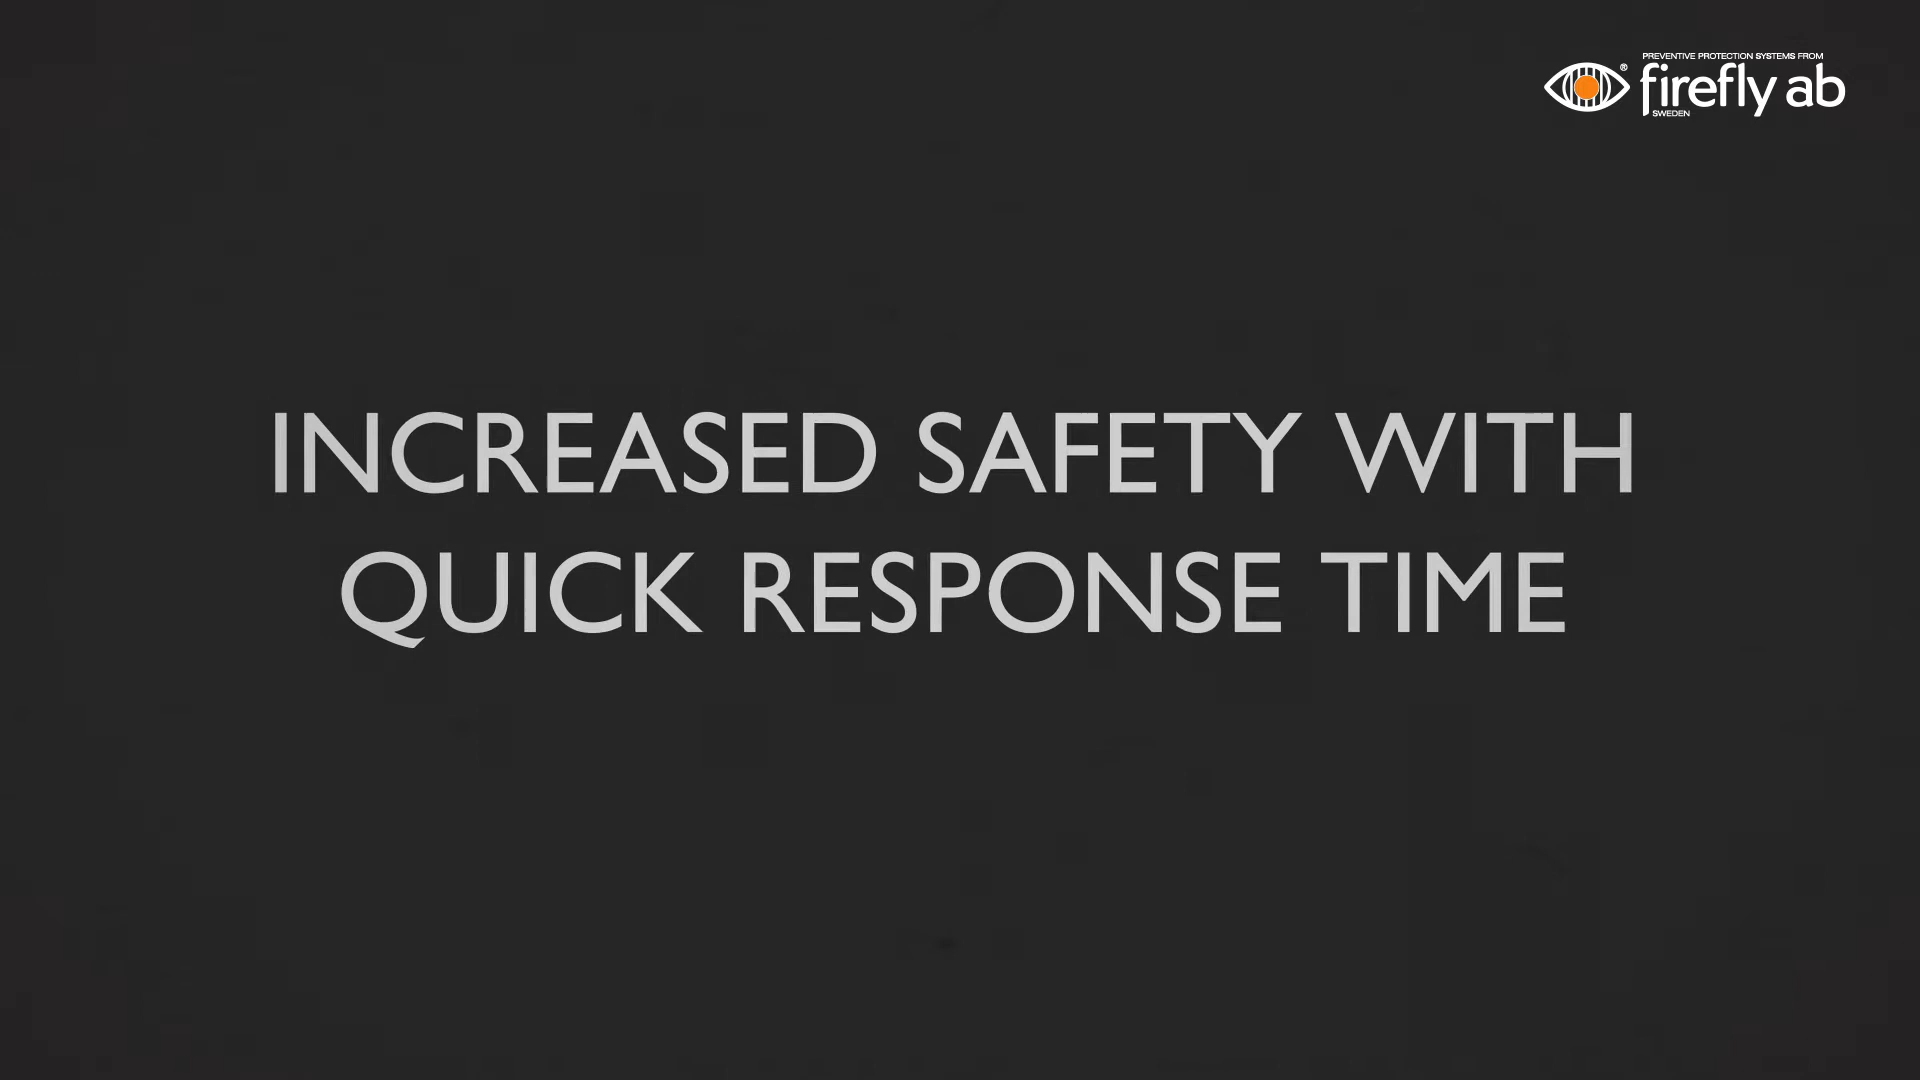 PREVENTIVE PROTECTION SYSTEMS FROM
firefly ab
SWEDEN
INCREASED SAFETY WITH
QUICK RESPONSE TIME